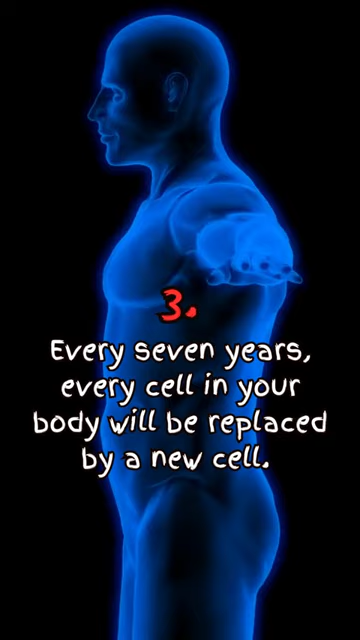 3.
Every seven years,
every cell in your
body will be replaced
by a new cell.